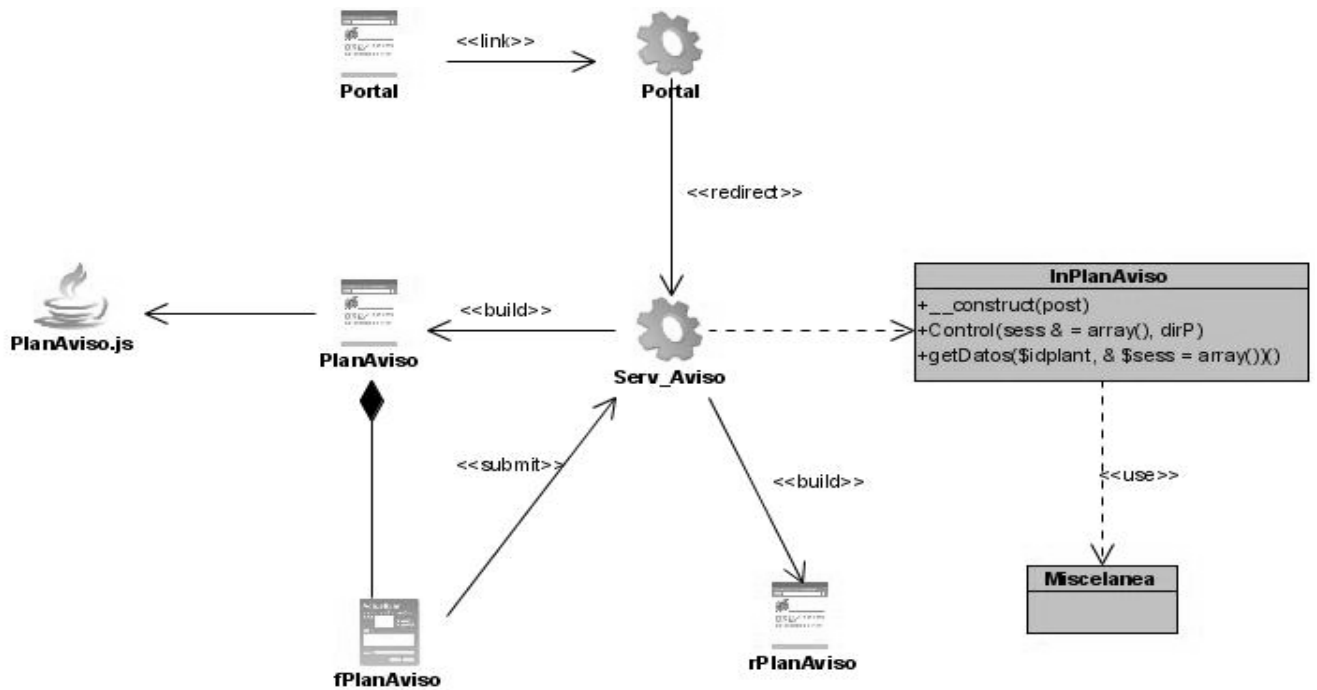 <<link>>
Portal
Portal
<<redirect>>
InPlanAviso
+__construct(post)
+Control(sess & = array(), dirP)
+getDatos($idplant, & $sess = array())()
<<build>>
PlanAviso.js
PlanAviso
Serv_Aviso
<<submit>>
<<build>>
<<use>>
Miscelanea
rPlanAviso
fPlanAviso